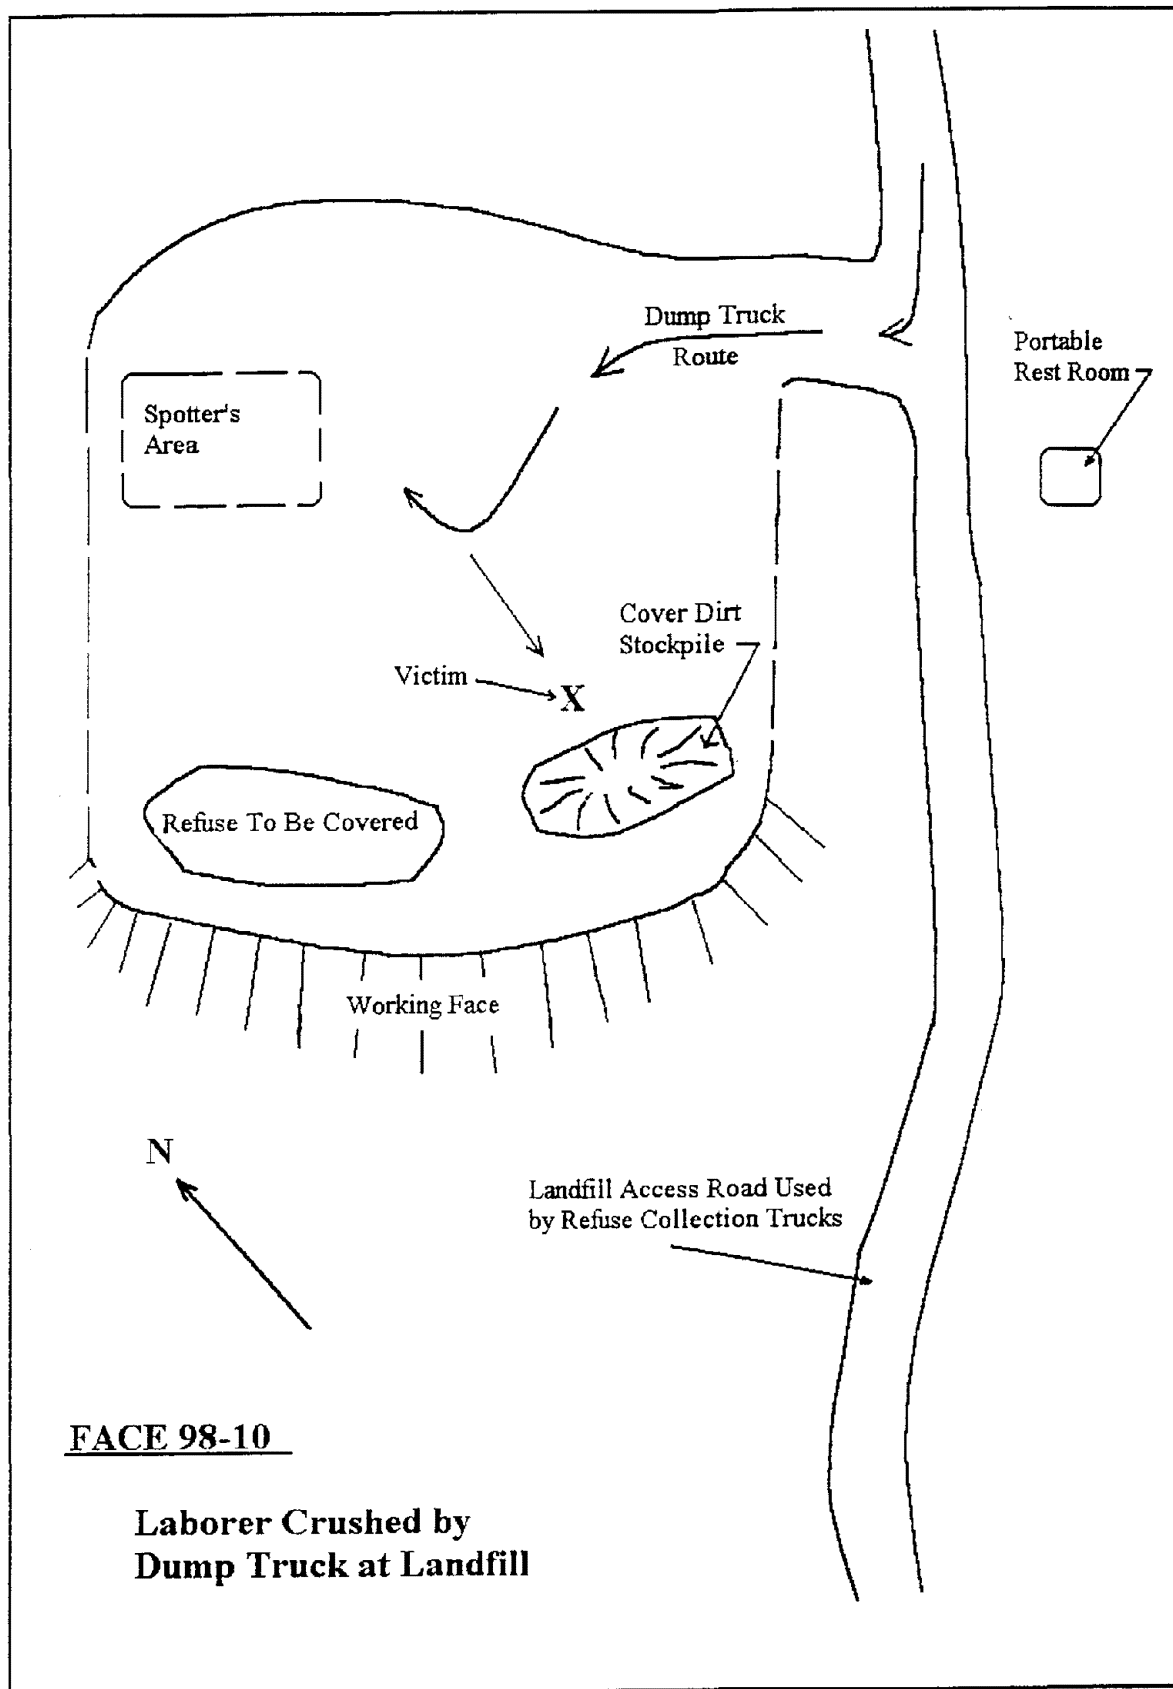 Dump Truck
Route
Portable
Rest Room
Spotter's
Area
Cover Dirt
Stockpile
Victim
X
Refuse To Be Covered
Working Face
N
Landfill Access Road Used
by Refuse Collection Trucks
FACE 98-10
Laborer Crushed by
Dump Truck at Landfill